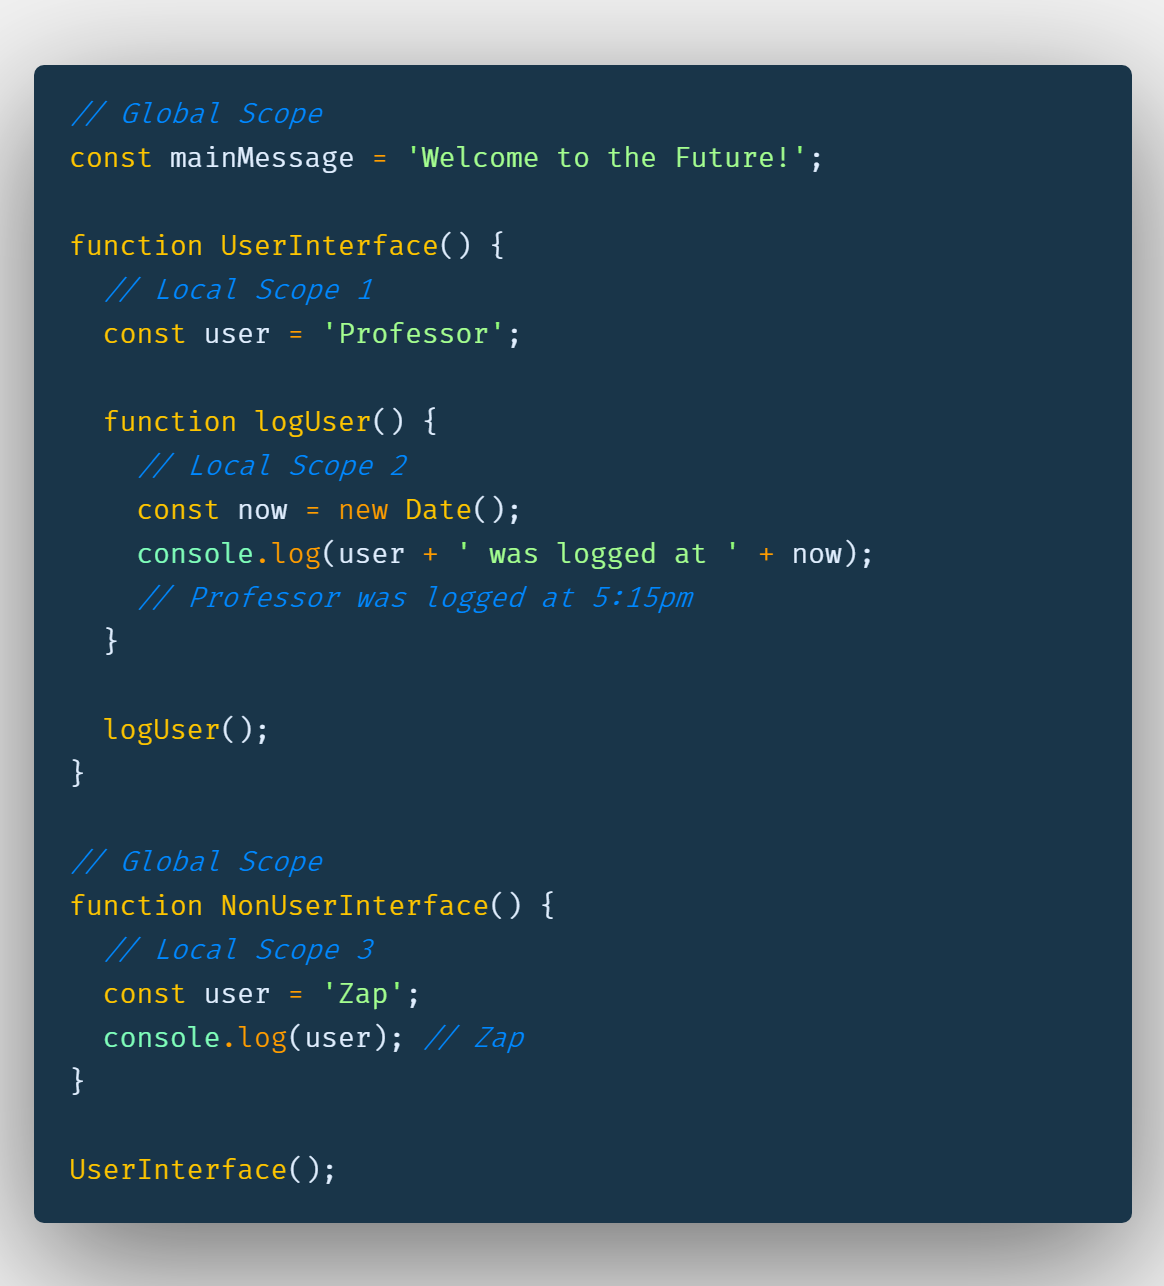 // Global Scope
const mainMessage = 'Welcome to the Future!';
function UserInterface() {
  // Local Scope 1
  const user = 'Professor';
  function logUser() {
    // Local Scope 2
    const now = new Date();
    console.log(user + ' was logged at ' + now);
    // Professor was logged at 5:15pm
  }
  logUser();
}
// Global Scope
function NonUserInterface() {
  // Local Scope 3
  const user = 'Zap';
  console.log(user); // Zap
}
UserInterface();